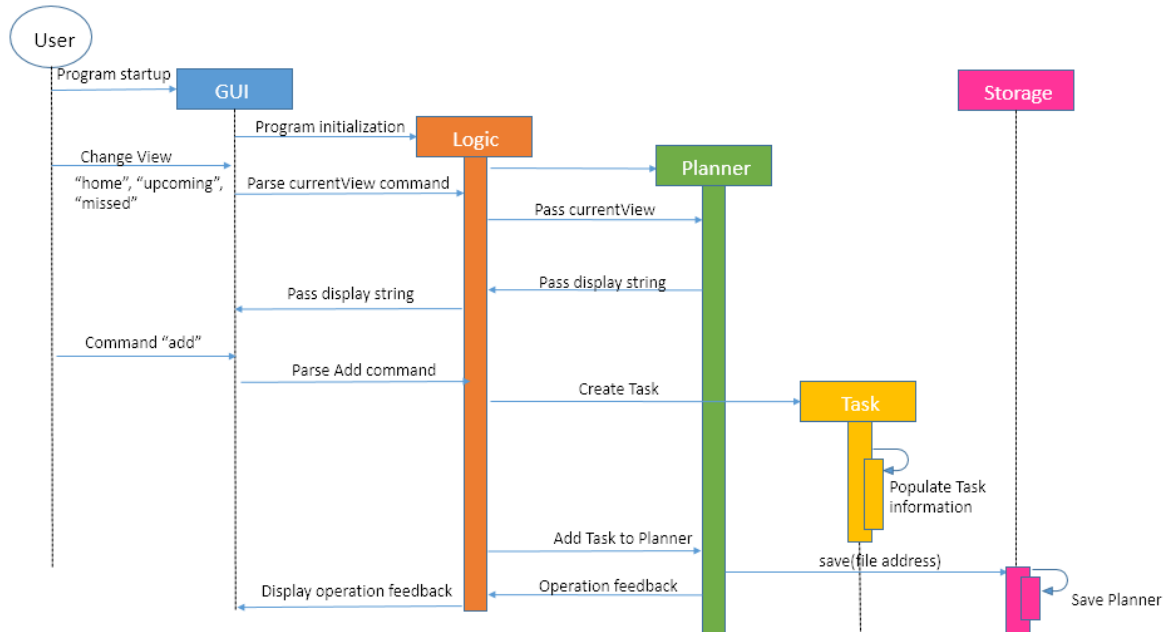 User
Program startup
GUI
Storage
Program initialization
Logic
Change View
Planner
“home”, “upcoming”,
“missed”
Parse currentView command
Pass currentView
Pass display string
Pass display string
Command “add”
Parse Add command
Create Task
Task
Populate Task
information
Add Task to Planner
save(file address)
Operation feedback
Display operation feedback
Save Planner